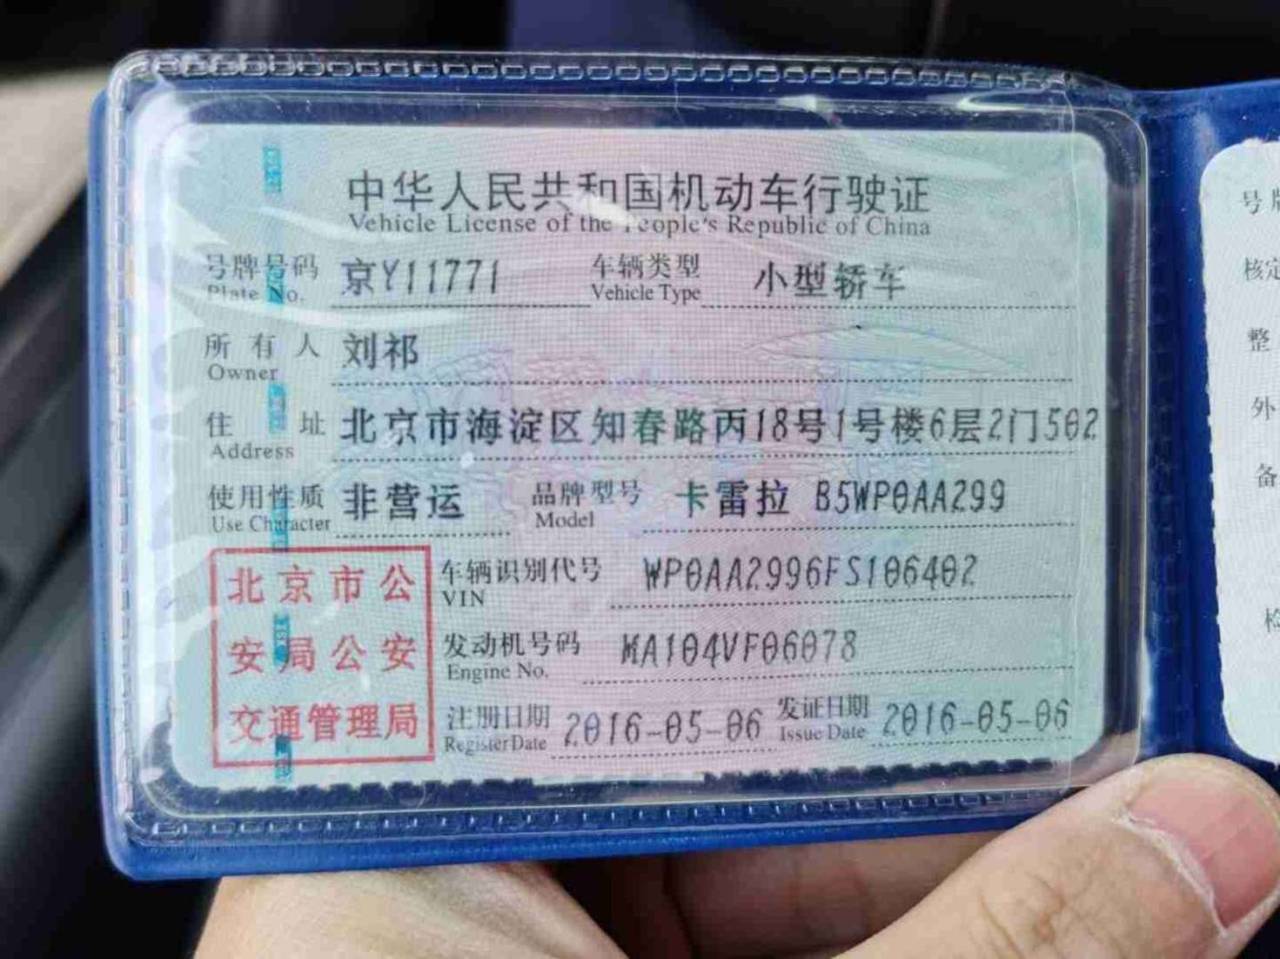 中华人民共和国机动车行驶证
Vehicle License of the People's Republic of China
号牌号码 京Y11771 车辆类型 小型轿车
Plate No. Vehicle Type
所有人 刘祁
Owner
住址 北京市海淀区知春路丙18号1号楼6层2门502
Address
使用性质 非营运 品牌型号 卡雷拉 B5WP0AA299
Use Character Model
北京市公
安局公安
交通管理局
车辆识别代号 WP0AA2996FS106402
VIN
发动机号码 MA104VF06078
Engine No.
注册日期 2016-05-06 发证日期 2016-05-06
Register Date Issue Date
号牌
核定
整
外
备
检